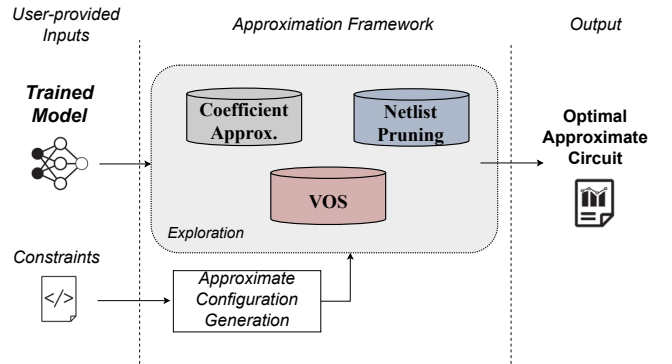 User-provided
Inputs
Approximation Framework
Output
Trained
Model
Coefficient
Approx.
Netlist
Pruning
VOS
Exploration
Optimal
Approximate
Circuit
Constraints
</>
Approximate
Configuration
Generation